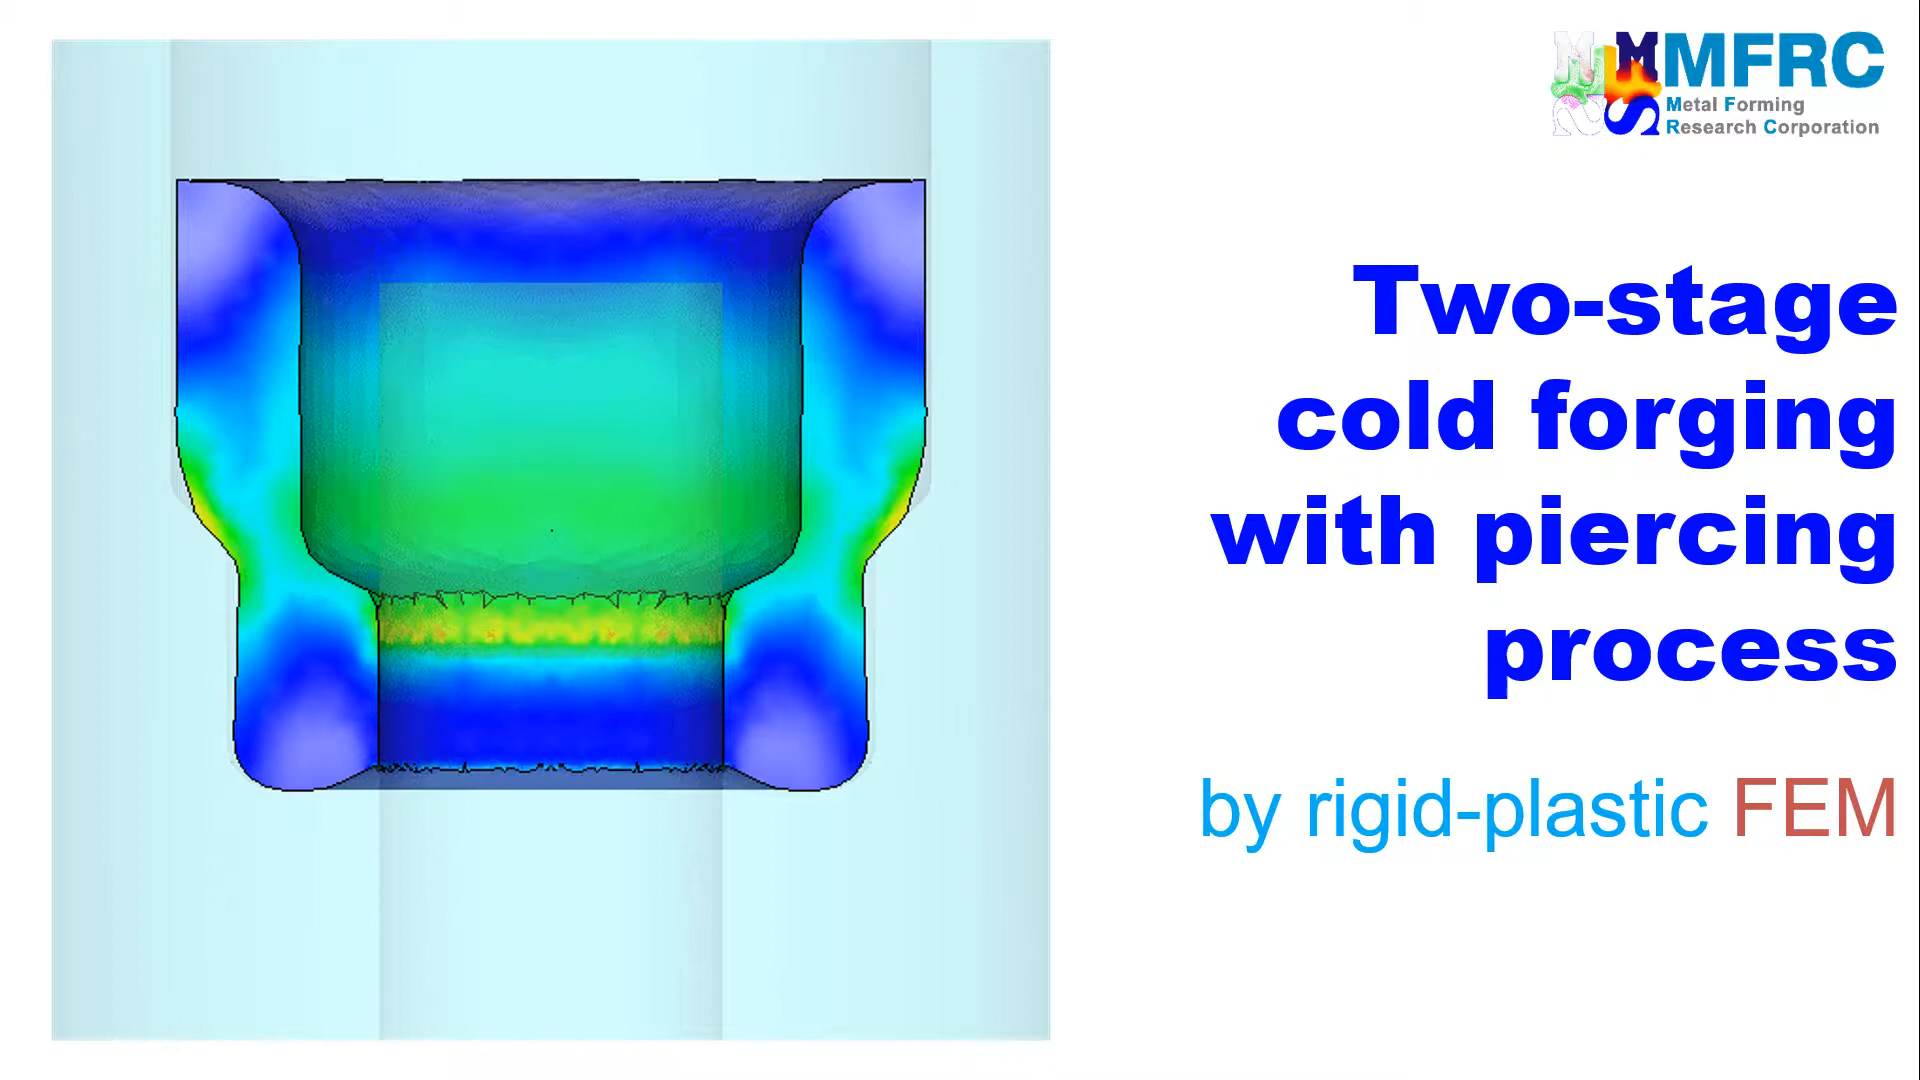 MFRC
Metal Forming
Research Corporation
Two-stage
cold forging
with piercing
process
by rigid-plastic FEM